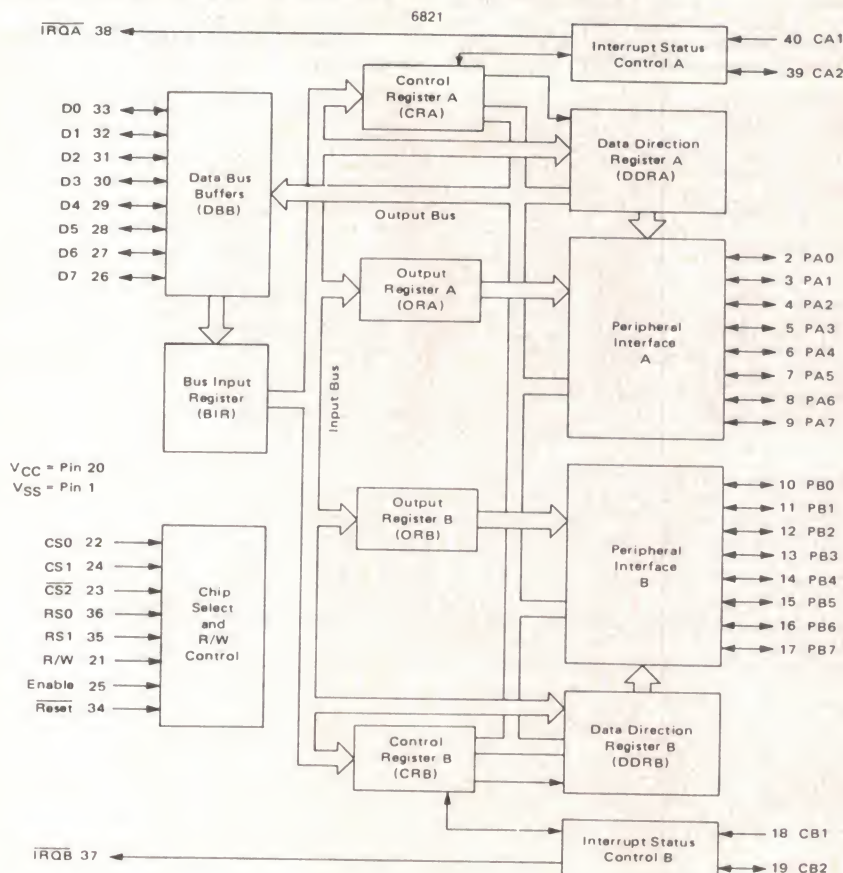 6821
IRQA 38
Interrupt Status
Control A
40 CA1
39 CA2
Control
Register A
(CRA)
D0 33
D1 32
D2 31
D3 30
D4 29
D5 28
D6 27
D7 26
Data Bus
Buffers
(DBB)
Data Direction
Register A
(DDRA)
Output Bus
Output
Register A
(ORA)
2 PA0
3 PA1
4 PA2
5 PA3
6 PA4
7 PA5
8 PA6
9 PA7
Peripheral
Interface
A
Bus Input
Register
(BIR)
Input Bus
VCC = Pin 20
VSS = Pin 1
Output
Register B
(ORB)
10 PB0
11 PB1
12 PB2
13 PB3
14 PB4
15 PB5
16 PB6
17 PB7
Peripheral
Interface
B
CS0 22
CS1 24
CS2 23
RS0 36
RS1 35
R/W 21
Enable 25
Reset 34
Chip
Select
and
R/W
Control
Control
Register B
(CRB)
Data Direction
Register B
(DDRB)
IRQB 37
Interrupt Status
Control B
18 CB1
19 CB2